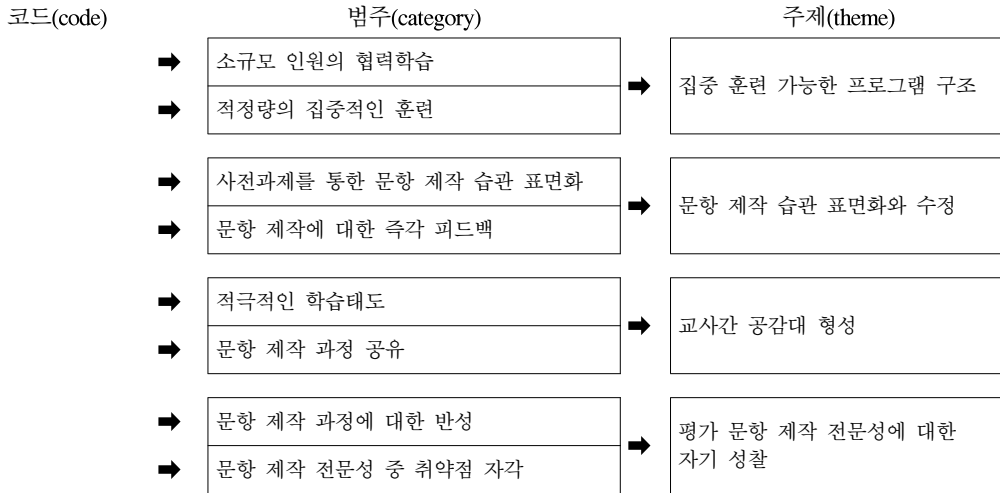 코드(code) 범주(category) 주제(theme)
소규모 인원의 협력학습
적정량의 집중적인 훈련
집중 훈련 가능한 프로그램 구조
사전과제를 통한 문항 제작 습관 표면화
문항 제작에 대한 즉각 피드백
문항 제작 습관 표면화와 수정
적극적인 학습태도
문항 제작 과정 공유
교사간 공감대 형성
문항 제작 과정에 대한 반성
문항 제작 전문성 중 취약점 자각
평가 문항 제작 전문성에 대한
자기 성찰